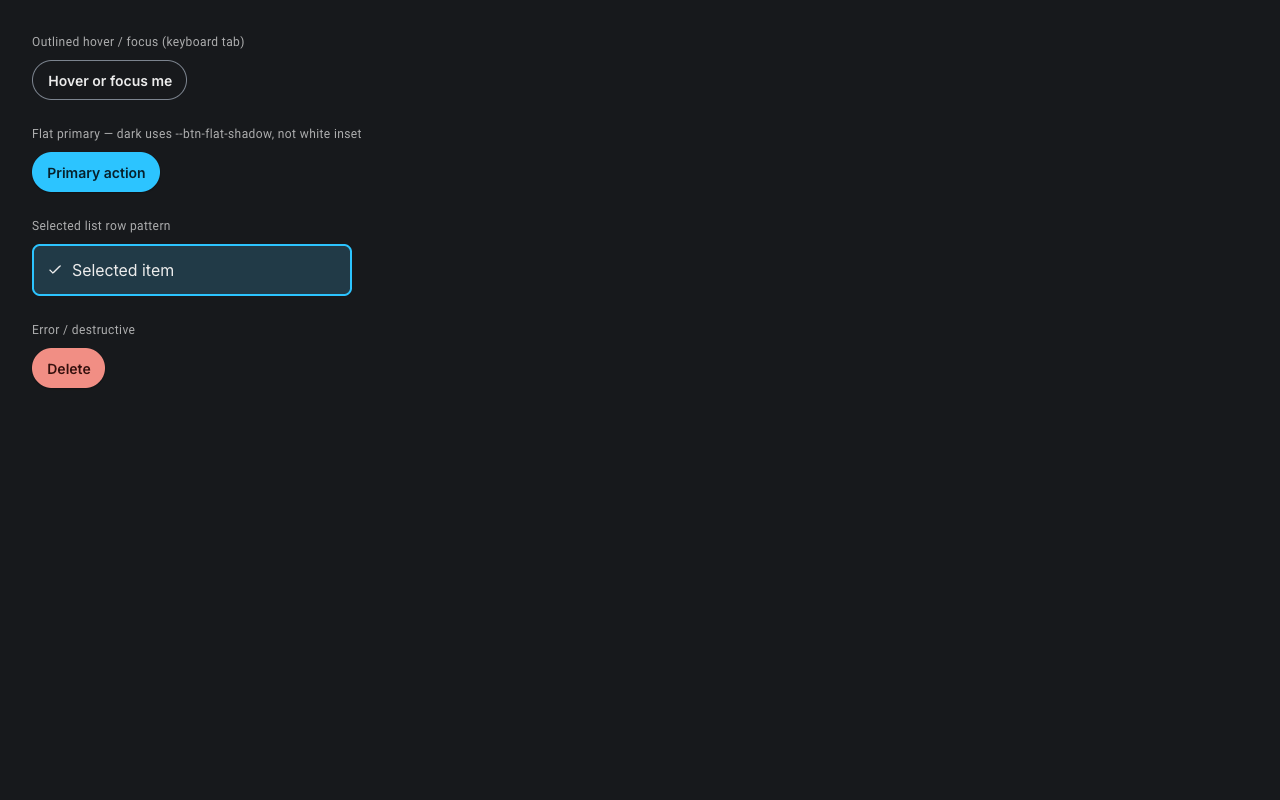 Outlined hover / focus (keyboard tab)
Hover or focus me
Flat primary — dark uses --btn-flat-shadow, not white inset
Primary action
Selected list row pattern
Selected item
Error / destructive
Delete